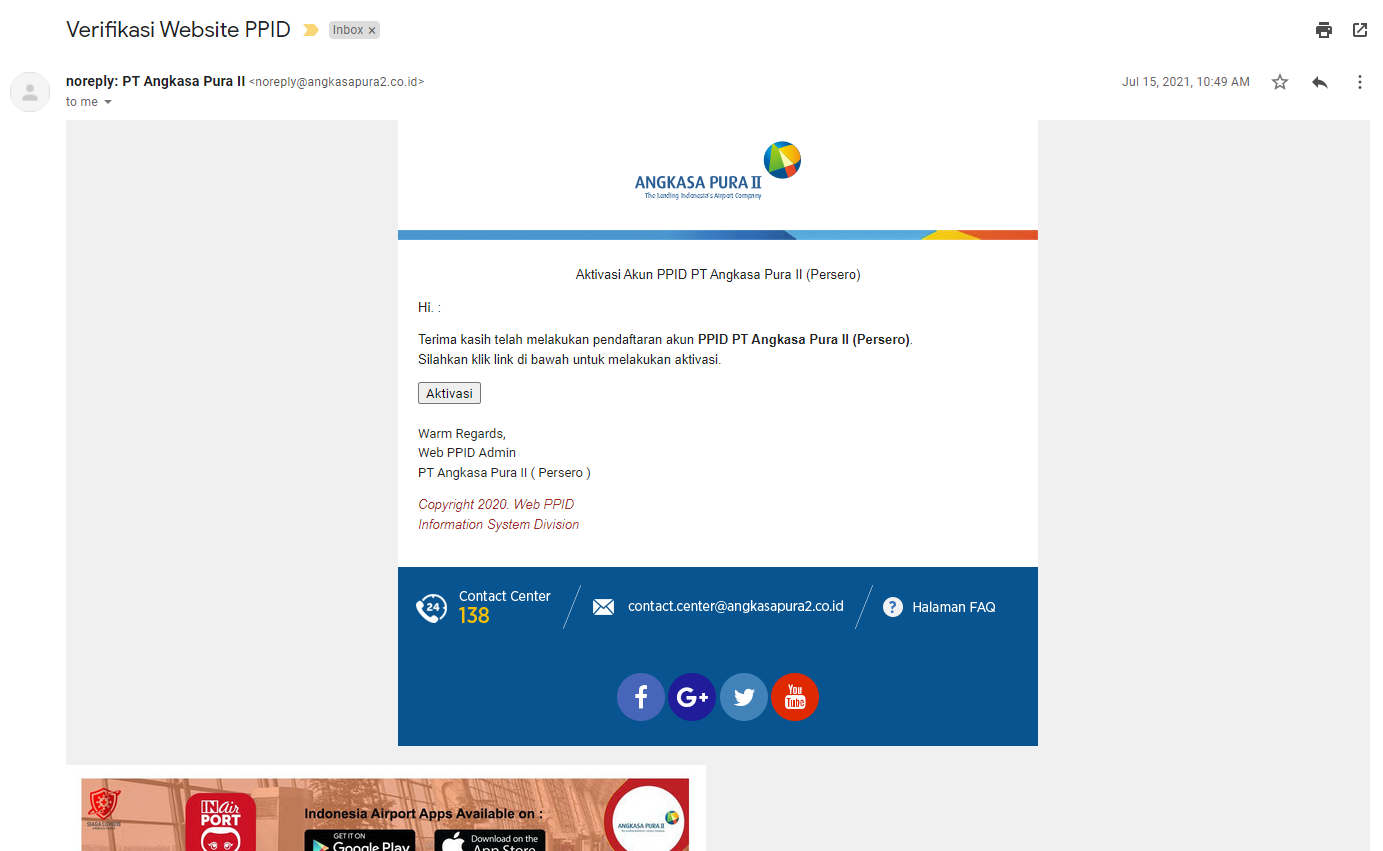 Verifikasi Website PPID
Inbox ×
noreply: PT Angkasa Pura II <noreply@angkasapura2.co.id>
Jul 15, 2021, 10:49 AM
to me
ANGKASA PURA II
The Leading Indonesia's Airport Company
Aktivasi Akun PPID PT Angkasa Pura II (Persero)
Hi. :
Terima kasih telah melakukan pendaftaran akun PPID PT Angkasa Pura II (Persero).
Silahkan klik link di bawah untuk melakukan aktivasi.
Aktivasi
Warm Regards,
Web PPID Admin
PT Angkasa Pura II ( Persero )
Copyright 2020. Web PPID
Information System Division
24
Contact Center
138
contact.center@angkasapura2.co.id
?
Halaman FAQ
f
G+
You
Tube
INair
PORT
Indonesia Airport Apps Available on :
GET IT ON
Google Play
Download on the
App Store
ANGKASA PURA II